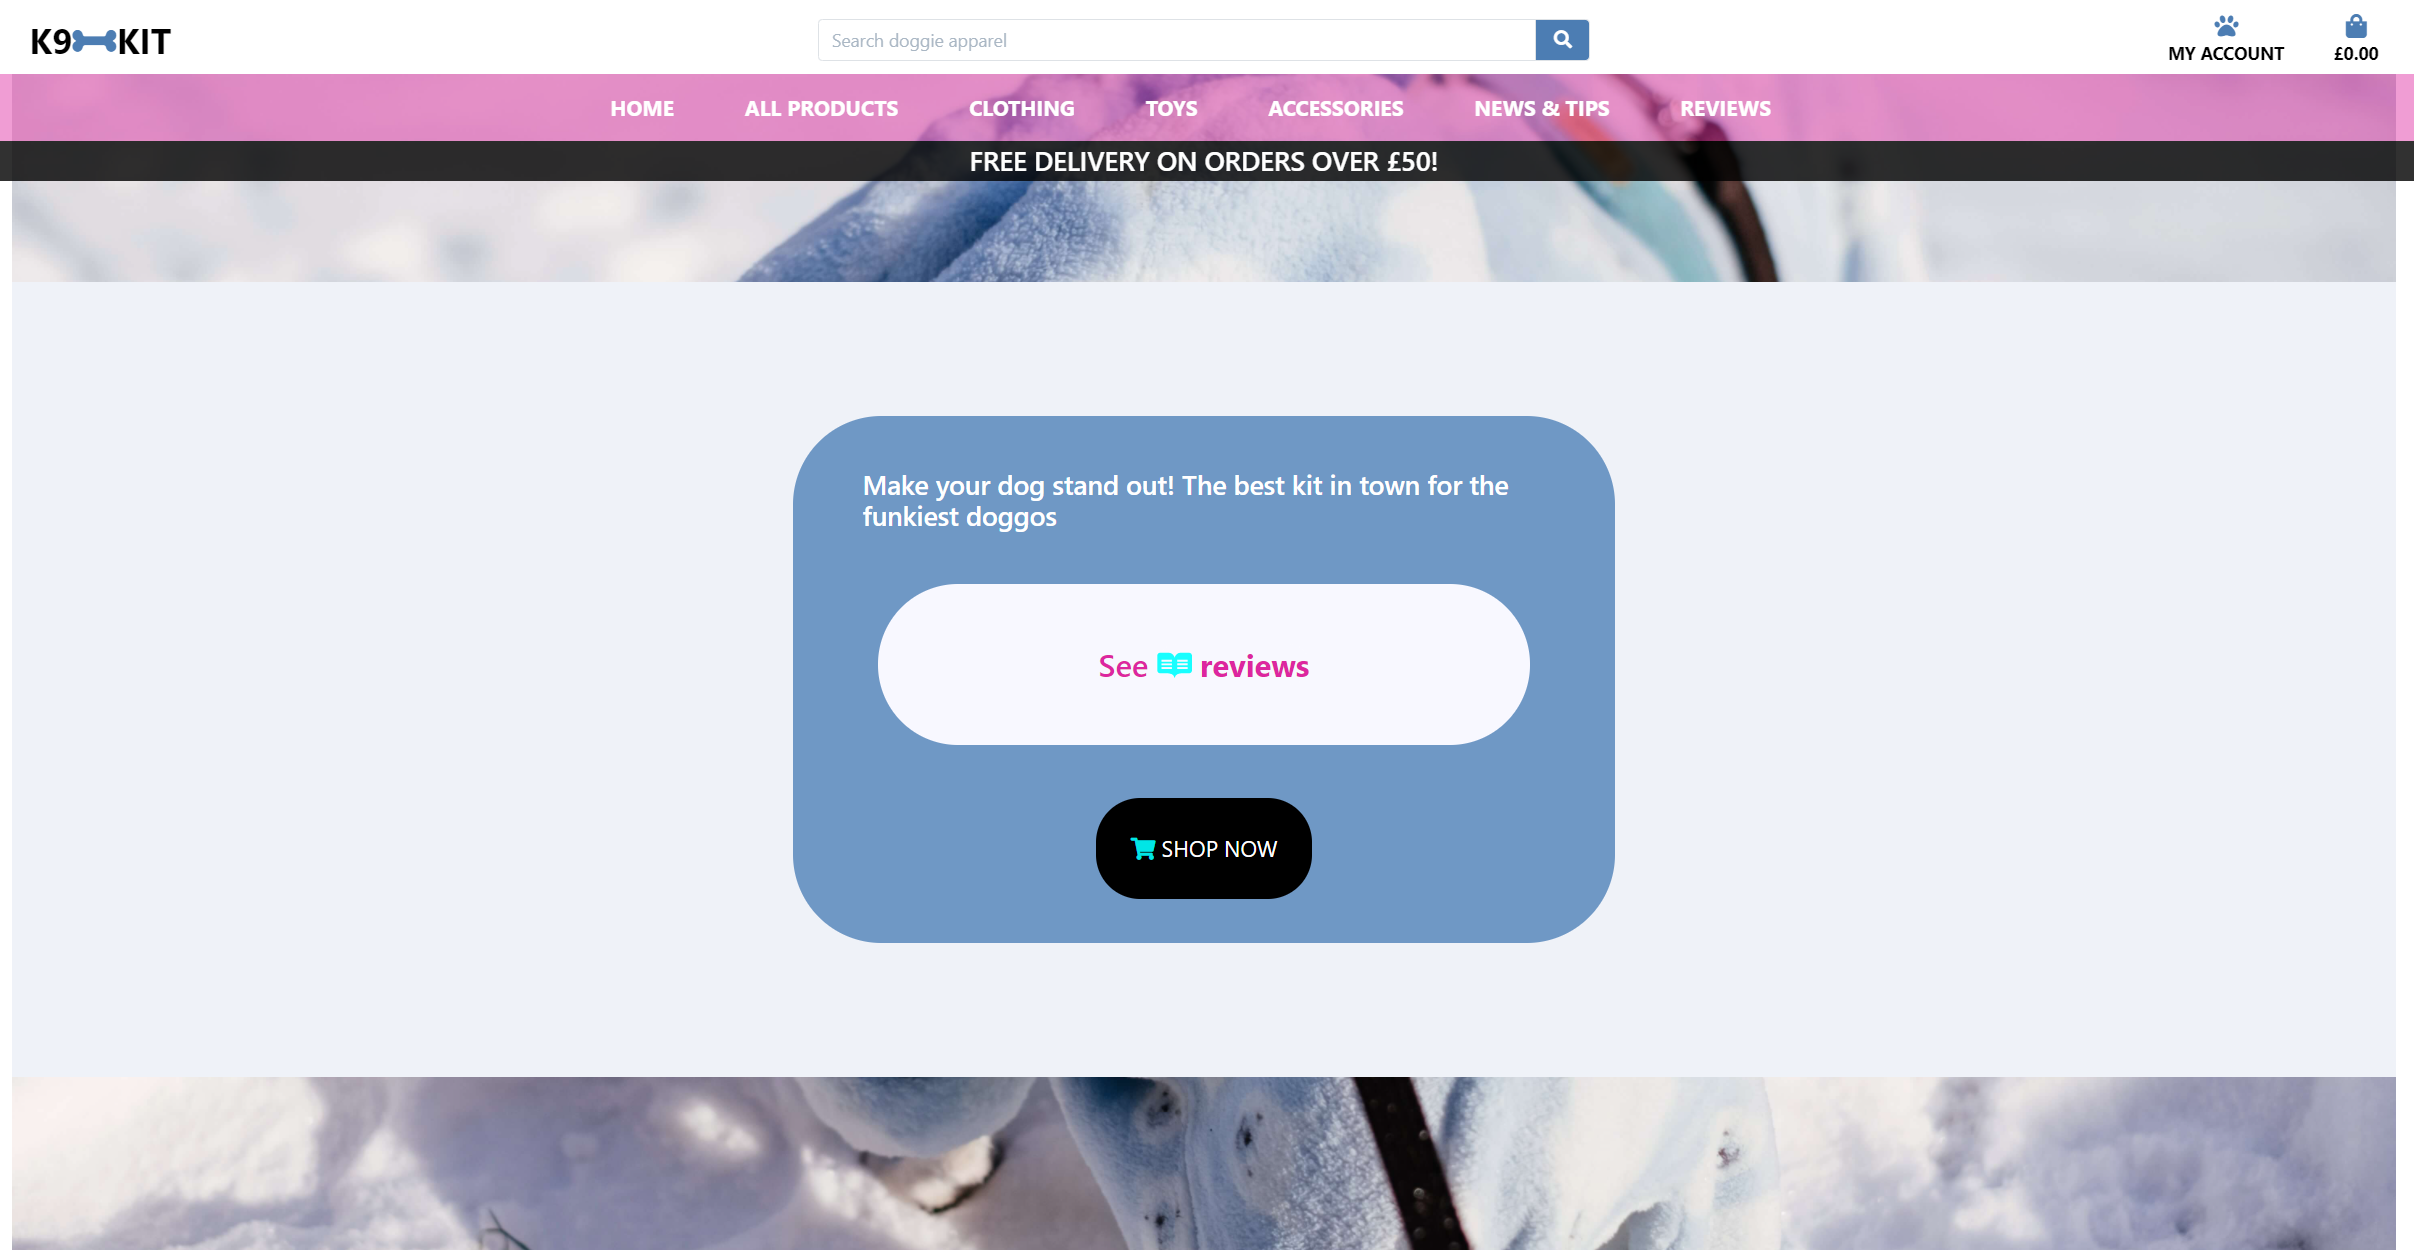 K9 KIT
Search doggie apparel
MY ACCOUNT
£0.00
HOME ALL PRODUCTS CLOTHING TOYS ACCESSORIES NEWS & TIPS REVIEWS
FREE DELIVERY ON ORDERS OVER £50!
Make your dog stand out! The best kit in town for the
funkiest doggos
See reviews
SHOP NOW